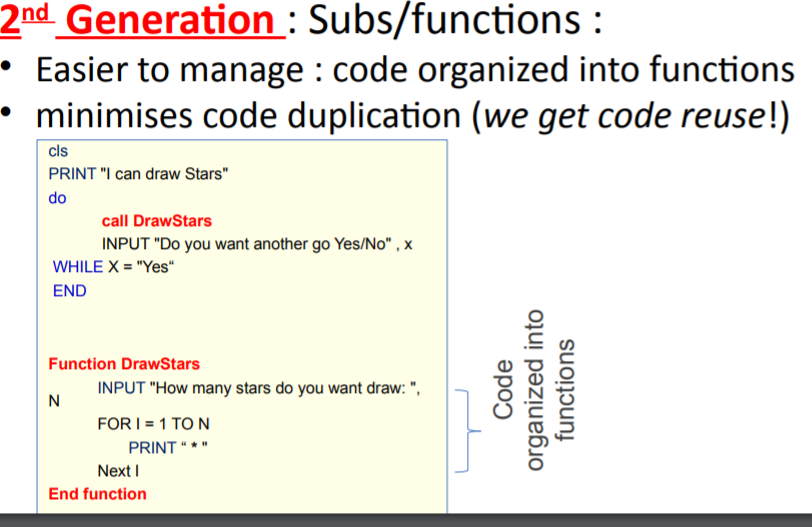 2nd Generation : Subs/functions :
• Easier to manage : code organized into functions
• minimises code duplication (we get code reuse!)
cls
PRINT "I can draw Stars"
do
call DrawStars
INPUT "Do you want another go Yes/No" , x
WHILE X = "Yes“
END
Function DrawStars
INPUT "How many stars do you want draw: ",
N
FOR I = 1 TO N
PRINT “ * "
Next I
End function
Code
organized into
functions